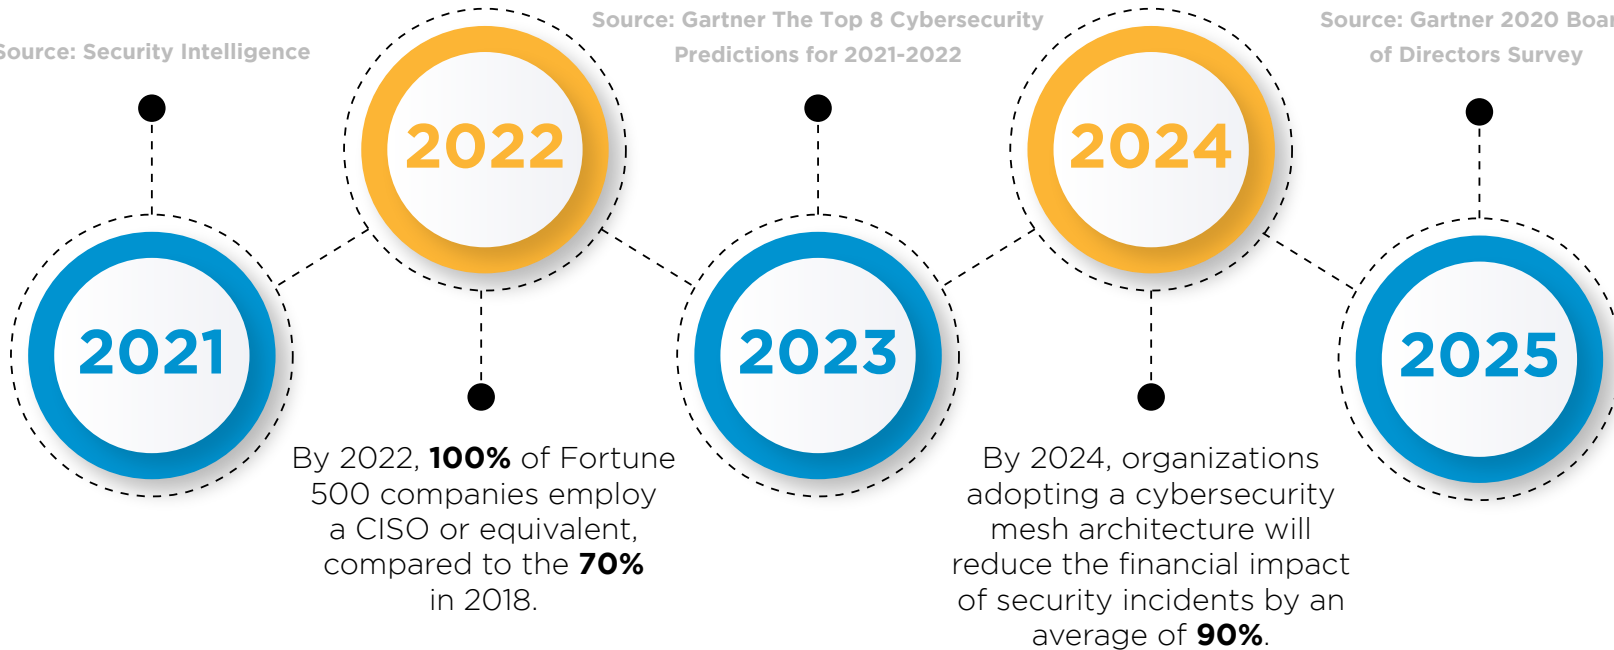 Source: Security Intelligence
Source: Gartner The Top 8 Cybersecurity
Predictions for 2021-2022
Source: Gartner 2020 Boar
of Directors Survey
2021
2022
2023
2024
2025
By 2022, 100% of Fortune
500 companies employ
a CISO or equivalent,
compared to the 70%
in 2018.
By 2024, organizations
adopting a cybersecurity
mesh architecture will
reduce the financial impact
of security incidents by an
average of 90%.